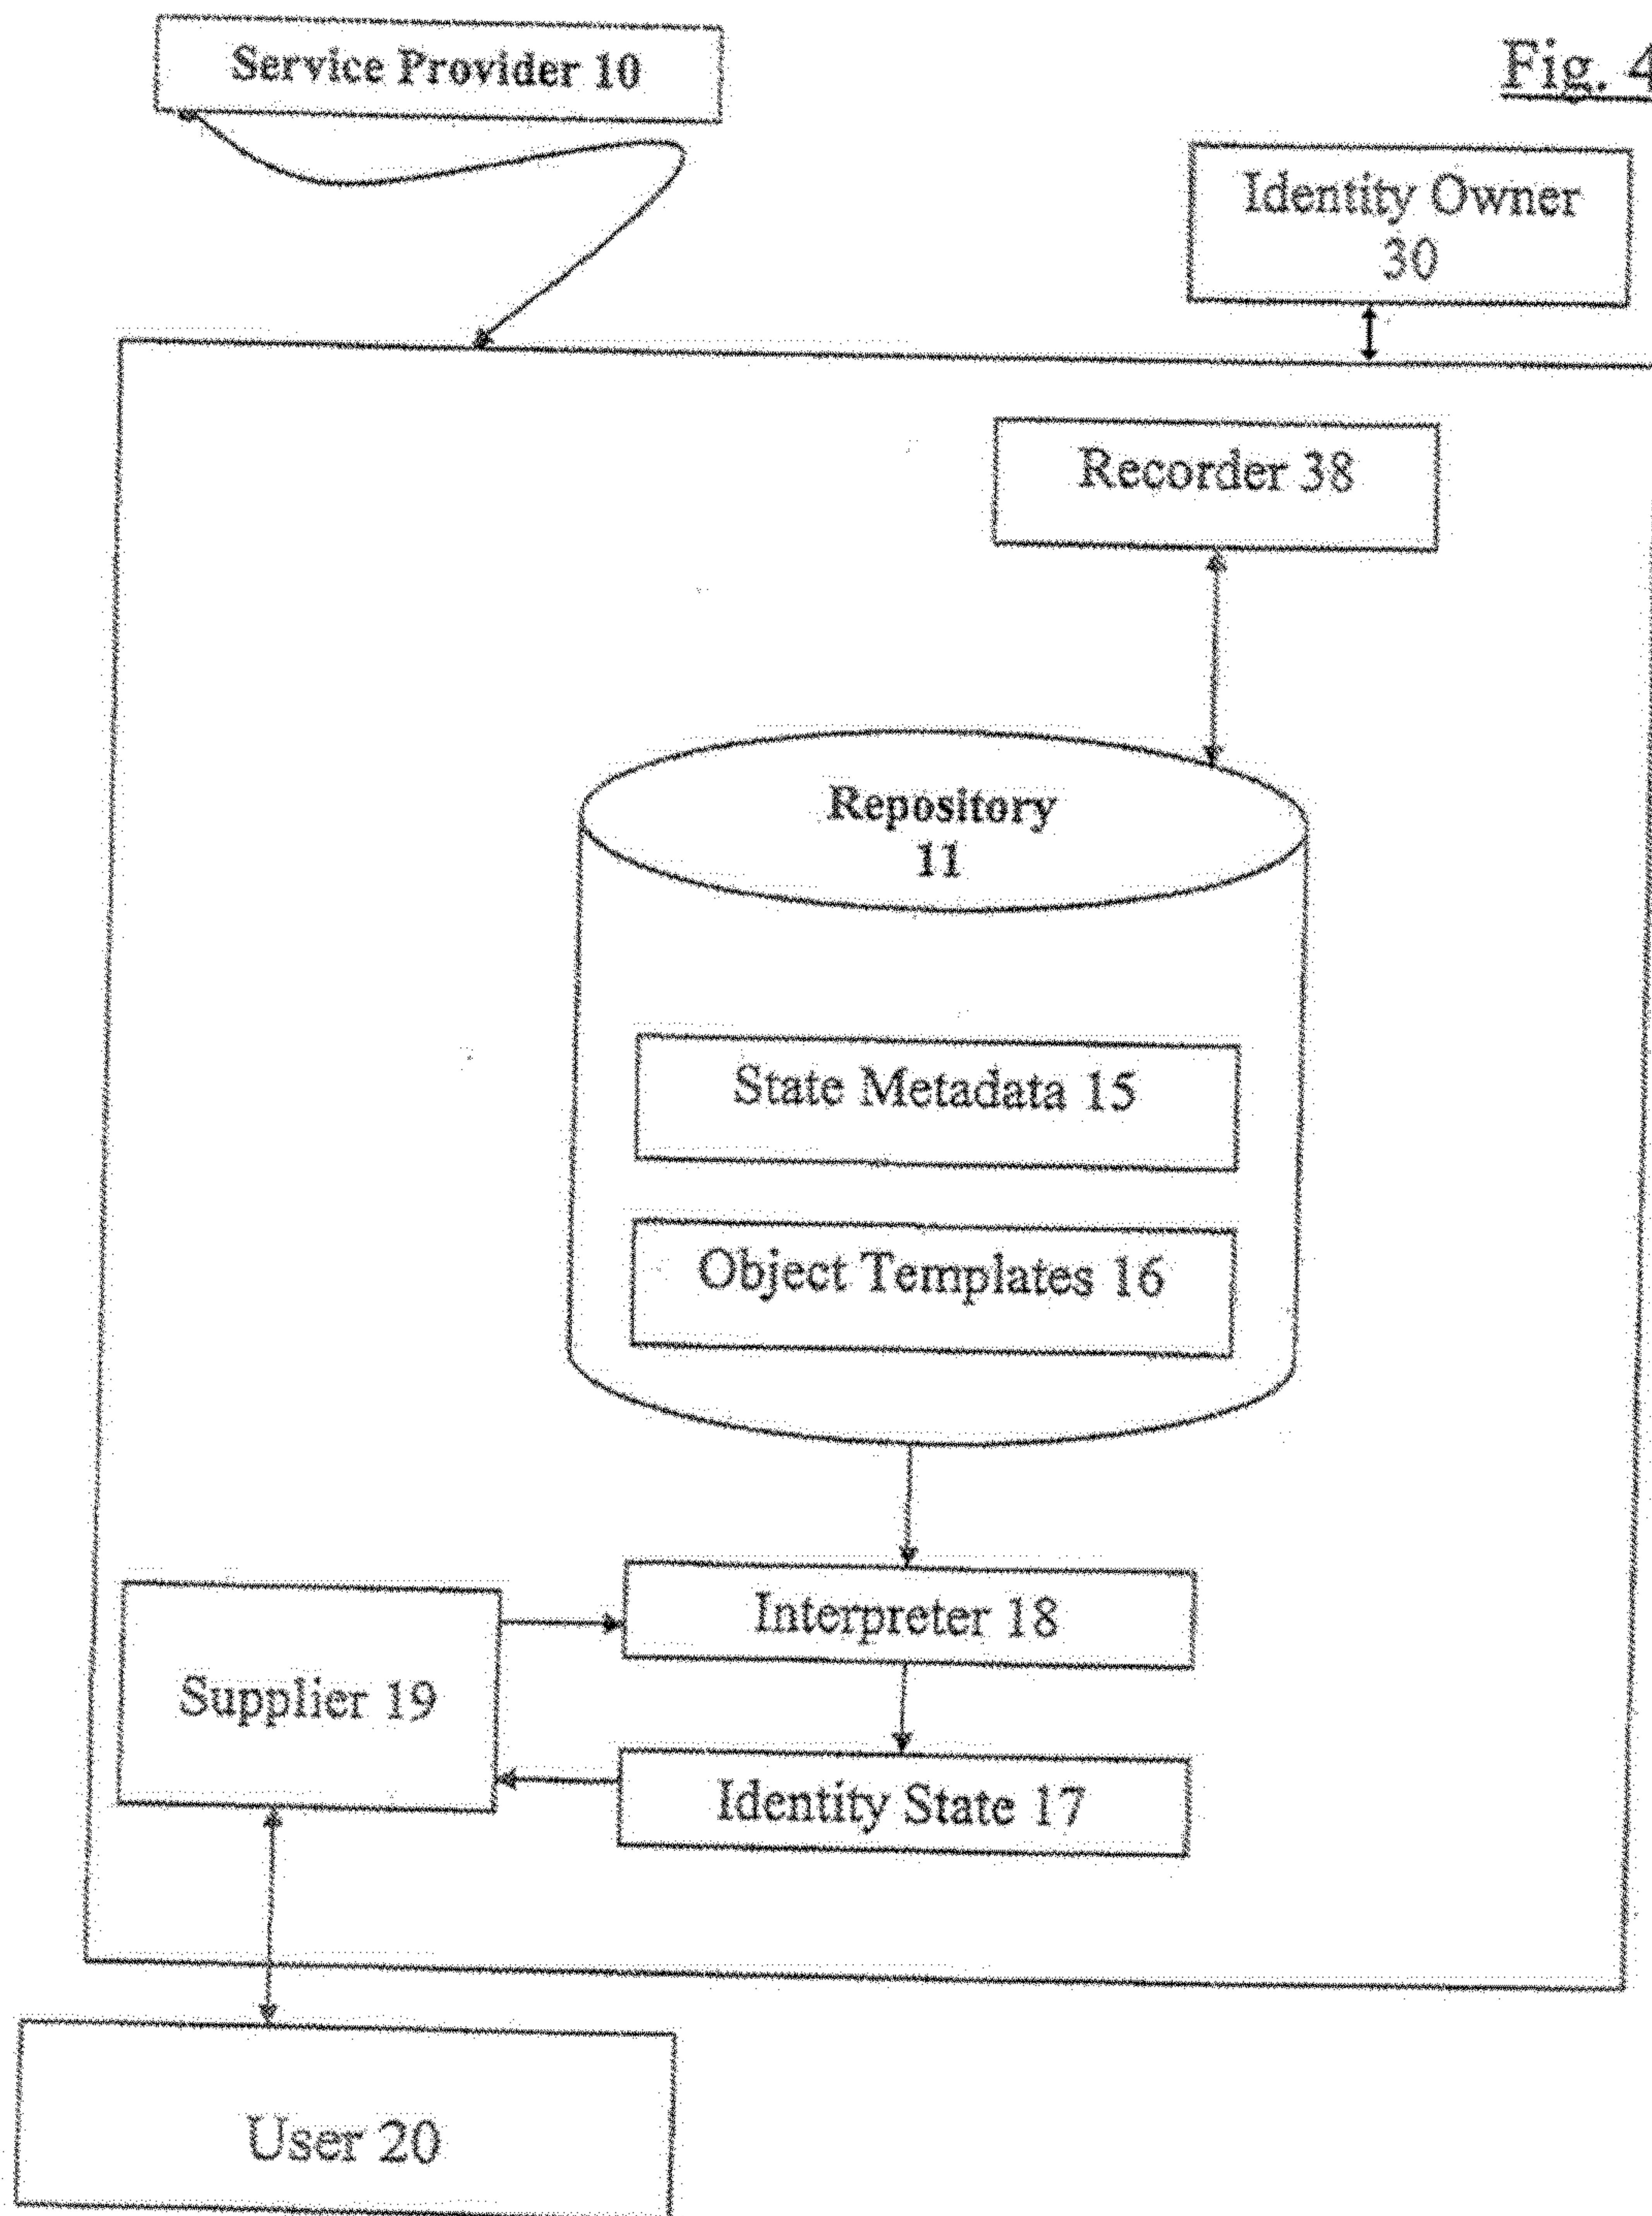 Service Provider 10
Fig. 4
Identity Owner
30
Recorder 38
Repository
11
State Metadata 15
Object Templates 16
Interpreter 18
Supplier 19
Identity State 17
User 20